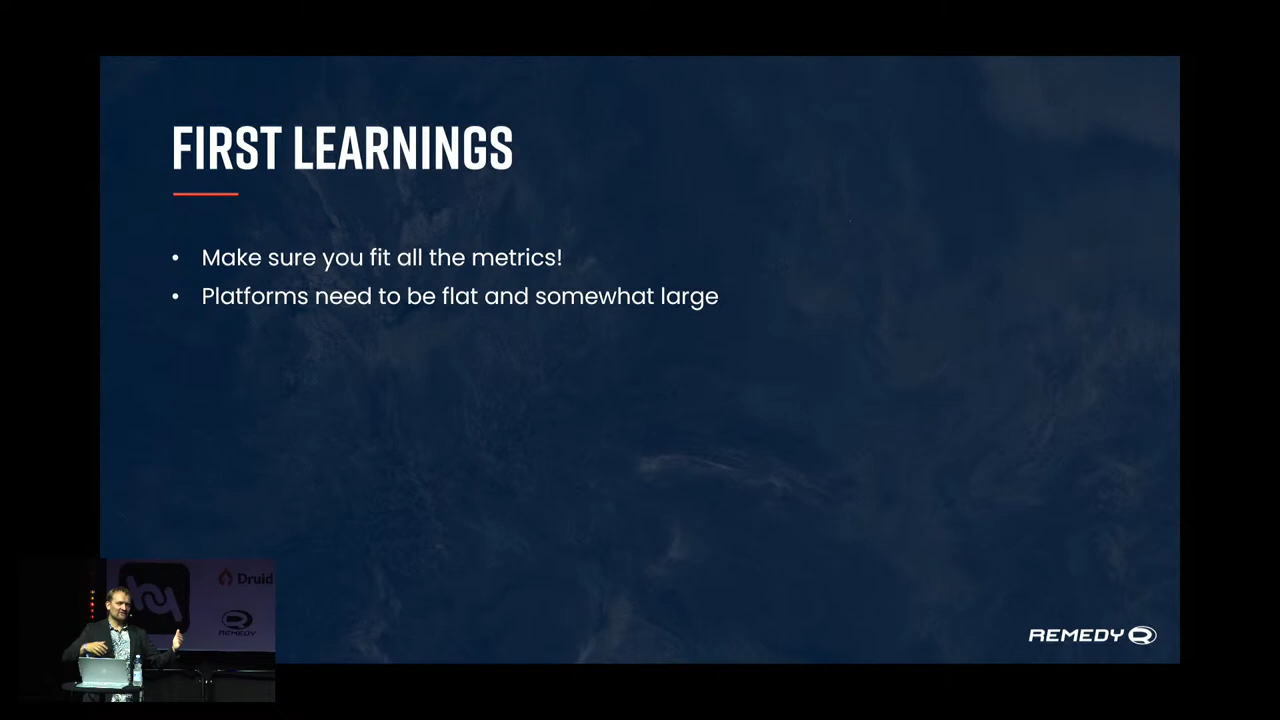 FIRST LEARNINGS
• Make sure you fit all the metrics!
• Platforms need to be flat and somewhat large
Druid
REMEDY
REMEDY